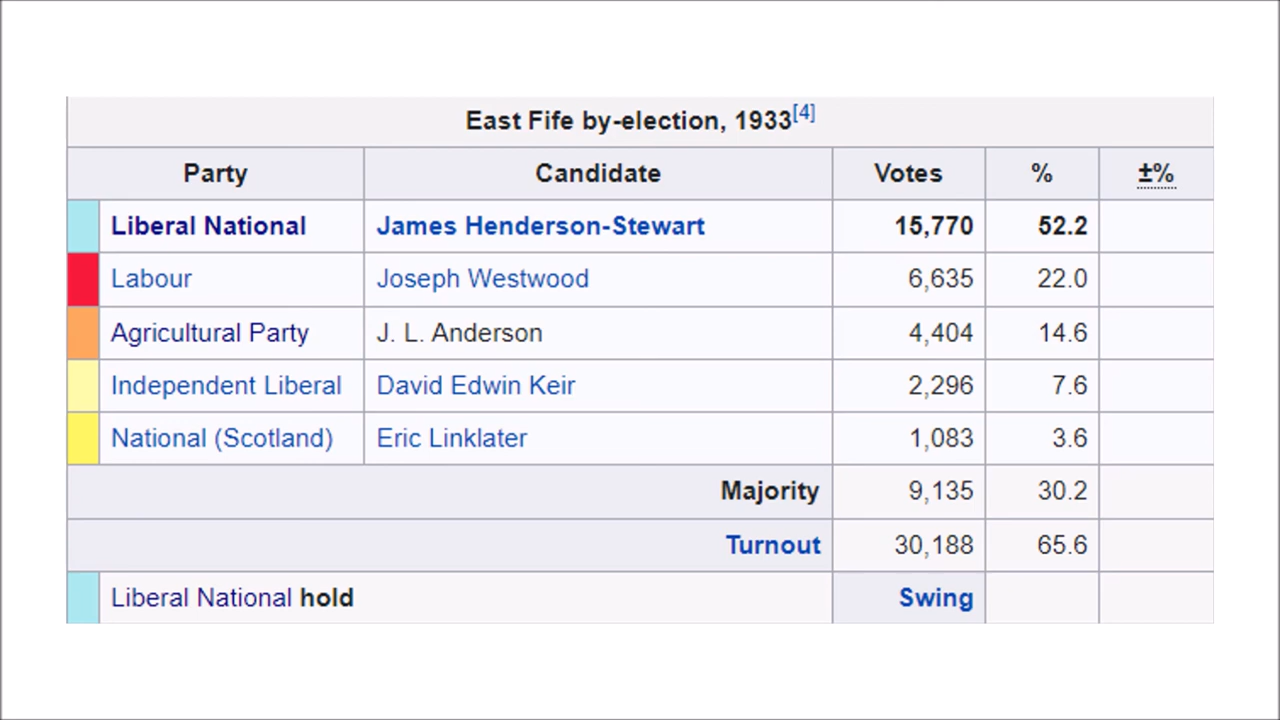 East Fife by-election, 1933[4]
Party Candidate Votes % ±%
Liberal National James Henderson-Stewart 15,770 52.2
Labour Joseph Westwood 6,635 22.0
Agricultural Party J. L. Anderson 4,404 14.6
Independent Liberal David Edwin Keir 2,296 7.6
National (Scotland) Eric Linklater 1,083 3.6
Majority 9,135 30.2
Turnout 30,188 65.6
Liberal National hold Swing